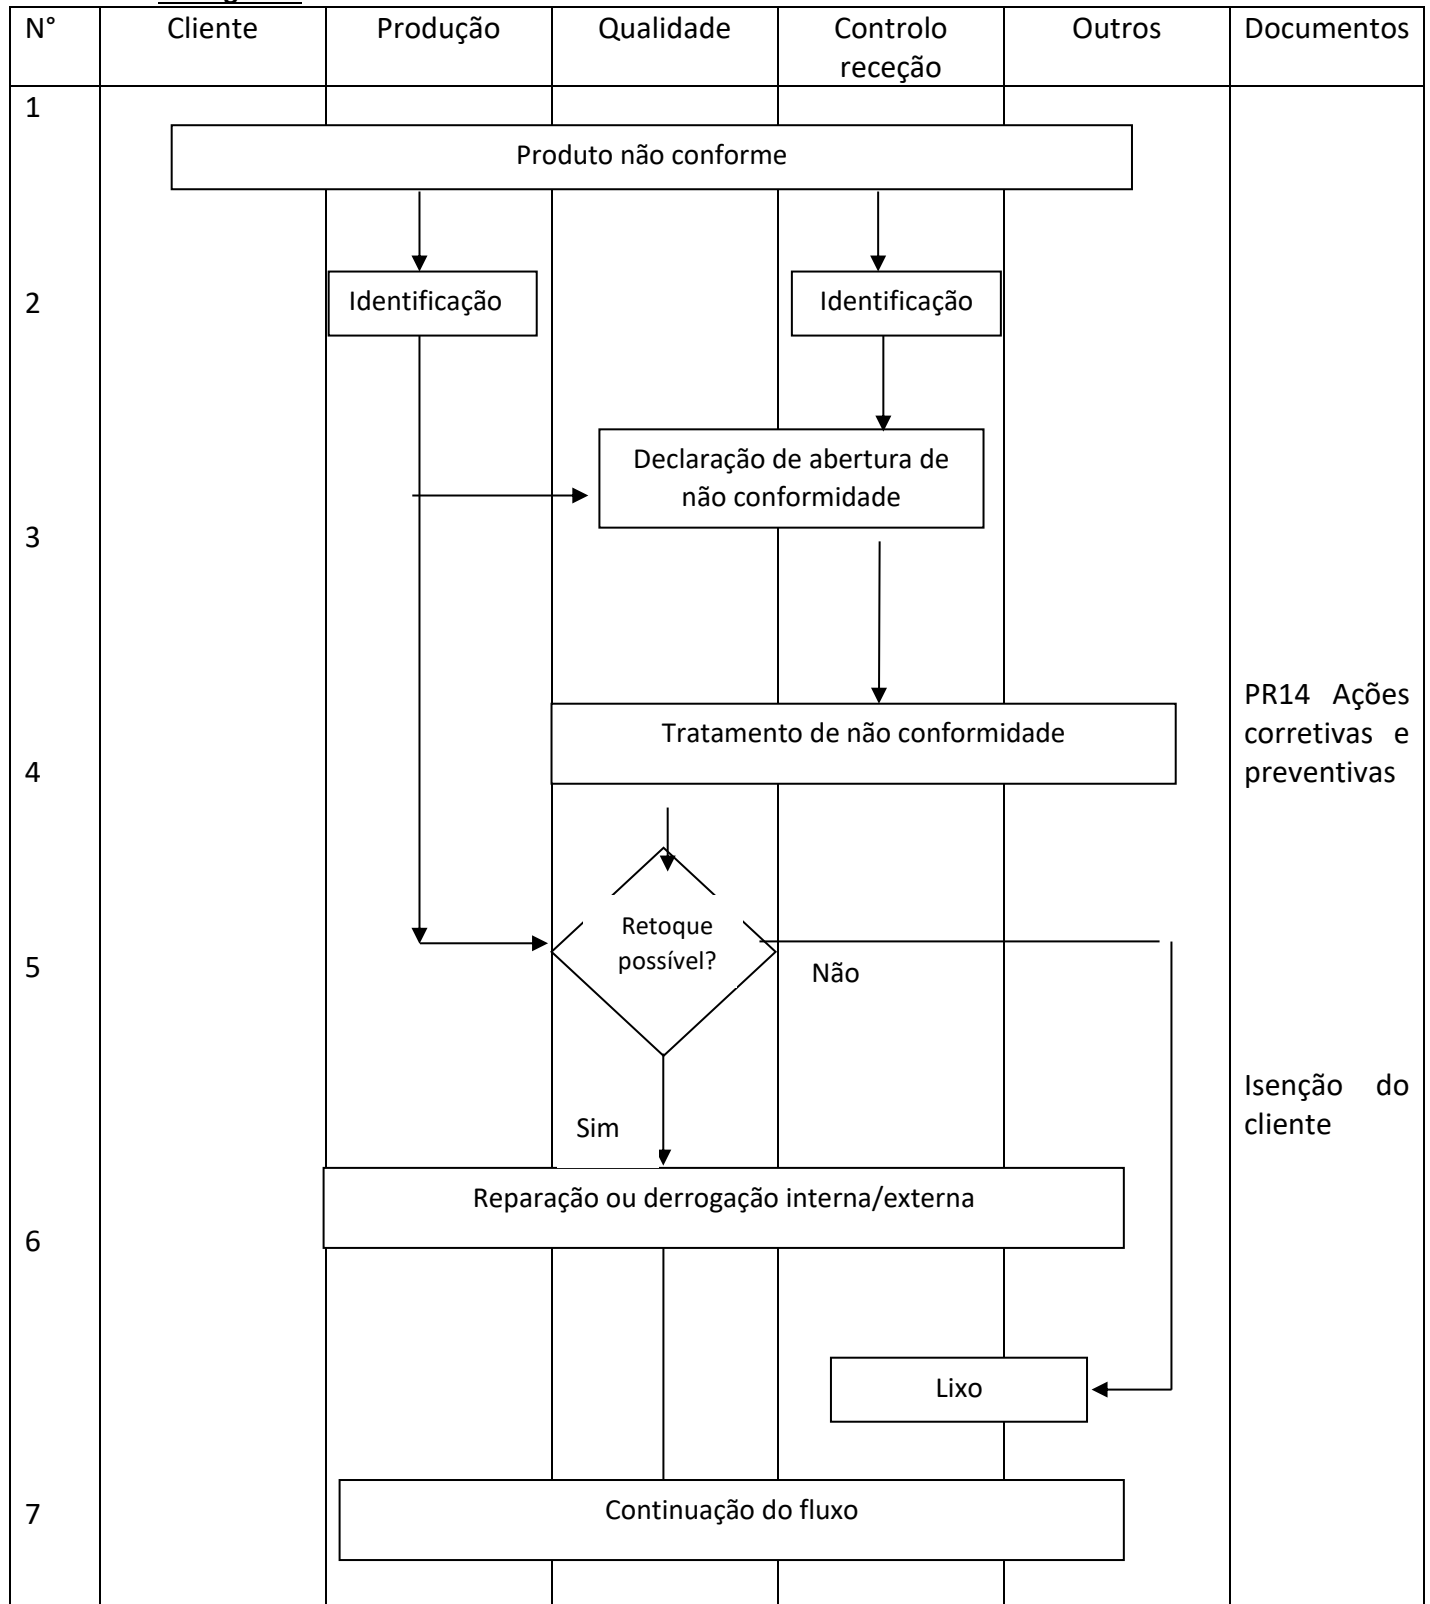 N° Cliente Produção Qualidade Controlo receção Outros Documentos
1
Produto não conforme
2
Identificação
Identificação
Declaração de abertura de
não conformidade
3
PR14 Ações
corretivas e
preventivas
Tratamento de não conformidade
4
Retoque
possível?
5
Não
Isenção do
cliente
Sim
Reparação ou derrogação interna/externa
6
Lixo
7
Continuação do fluxo